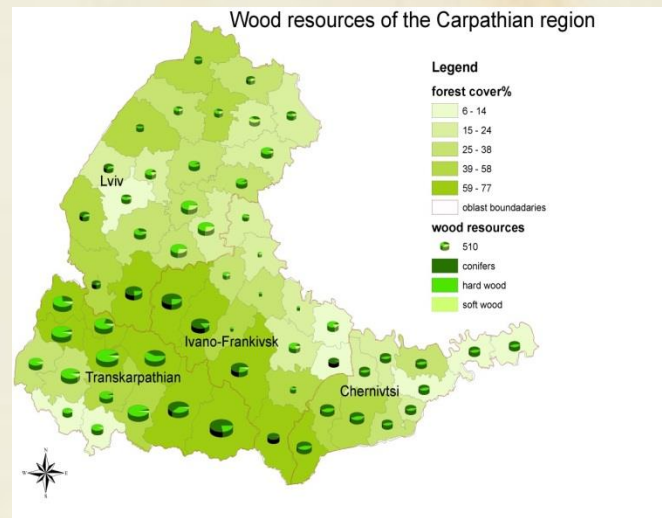 Wood resources of the Carpathian region
Legend
forest cover%
6 - 14
15 - 24
25 - 38
39 - 58
59 - 77
oblast boundadaries
wood resources
510
conifers
hard wood
soft wood
Lviv
Ivano-Frankivsk
Transkarpathian
Chernivtsi
N
W
E
S